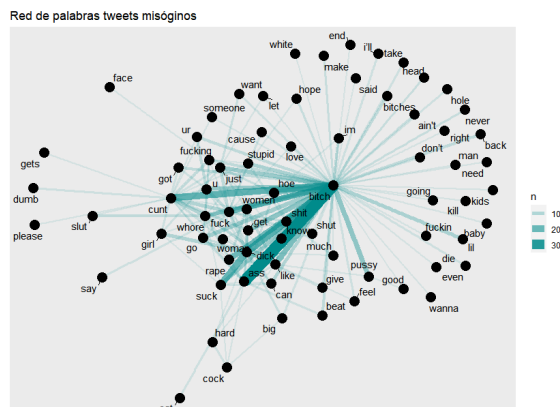 Red de palabras tweets misóginos
end
white
i'll
take
make
head
face
want
hope
said
hole
let
bitches
someone
never
ur
cause
im
ain't
right
back
fucking
stupid
love
don't
man
gets
got
just
need
u
hoe
dumb
cunt
women
bitch
going
kids
shit
kill
please
slut
whore
fuck
get
shut
fuckin
baby
girl
go
woman
know
much
lil
dick
die
rape
ass
like
pussy
even
say
suck
can
give
feel
good
beat
wanna
big
hard
cock
n
10
20
30